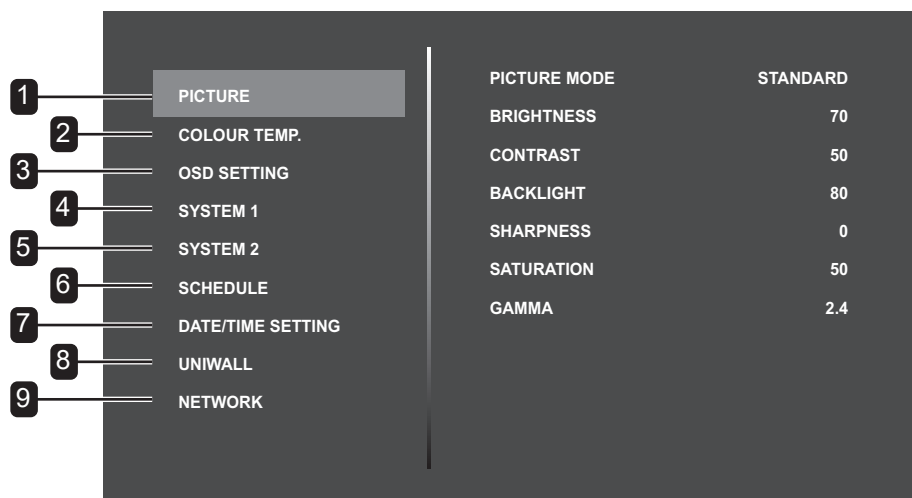 1 PICTURE
2 COLOUR TEMP.
3 OSD SETTING
4 SYSTEM 1
5 SYSTEM 2
6 SCHEDULE
7 DATE/TIME SETTING
8 UNIWALL
9 NETWORK
PICTURE MODE STANDARD
BRIGHTNESS 70
CONTRAST 50
BACKLIGHT 80
SHARPNESS 0
SATURATION 50
GAMMA 2.4